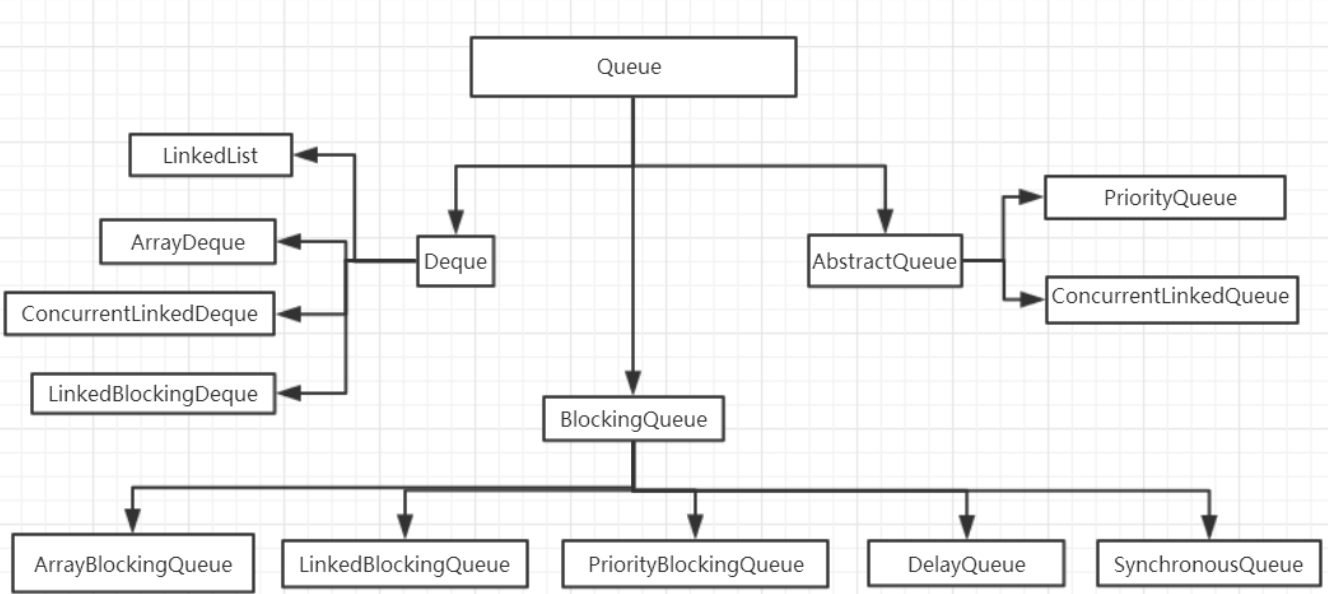 Queue
LinkedList
PriorityQueue
ArrayDeque
Deque
AbstractQueue
ConcurrentLinkedQueue
ConcurrentLinkedDeque
LinkedBlockingDeque
BlockingQueue
ArrayBlockingQueue
LinkedBlockingQueue
PriorityBlockingQueue
DelayQueue
SynchronousQueue